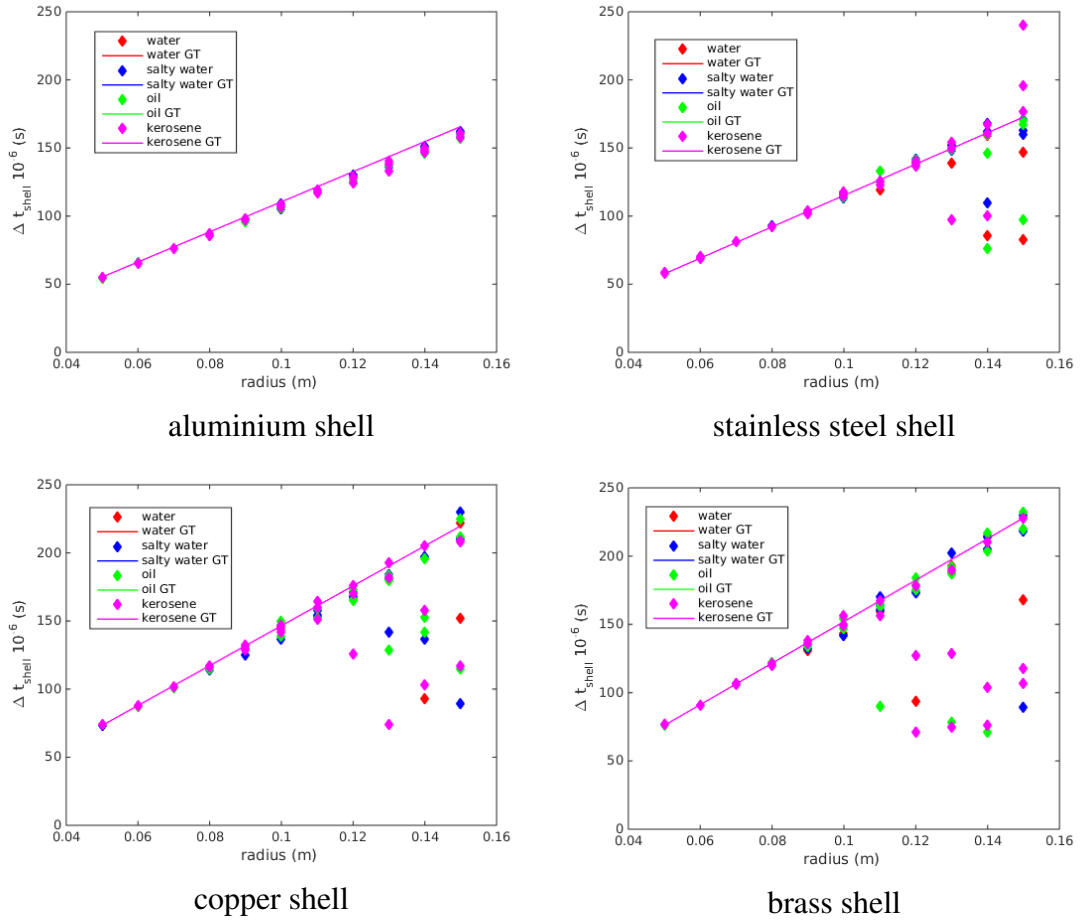 250
200
150
100
50
0
0.04 0.06 0.08 0.1 0.12 0.14 0.16
radius (m)
Δ t_shell 10^-6 (s)
water
water GT
salty water
salty water GT
oil
oil GT
kerosene
kerosene GT
aluminium shell
250
200
150
100
50
0
0.04 0.06 0.08 0.1 0.12 0.14 0.16
radius (m)
Δ t_shell 10^-6 (s)
water
water GT
salty water
salty water GT
oil
oil GT
kerosene
kerosene GT
stainless steel shell
250
200
150
100
50
0
0.04 0.06 0.08 0.1 0.12 0.14 0.16
radius (m)
Δ t_shell 10^-6 (s)
water
water GT
salty water
salty water GT
oil
oil GT
kerosene
kerosene GT
copper shell
250
200
150
100
50
0
0.04 0.06 0.08 0.1 0.12 0.14 0.16
radius (m)
Δ t_shell 10^-6 (s)
water
water GT
salty water
salty water GT
oil
oil GT
kerosene
kerosene GT
brass shell